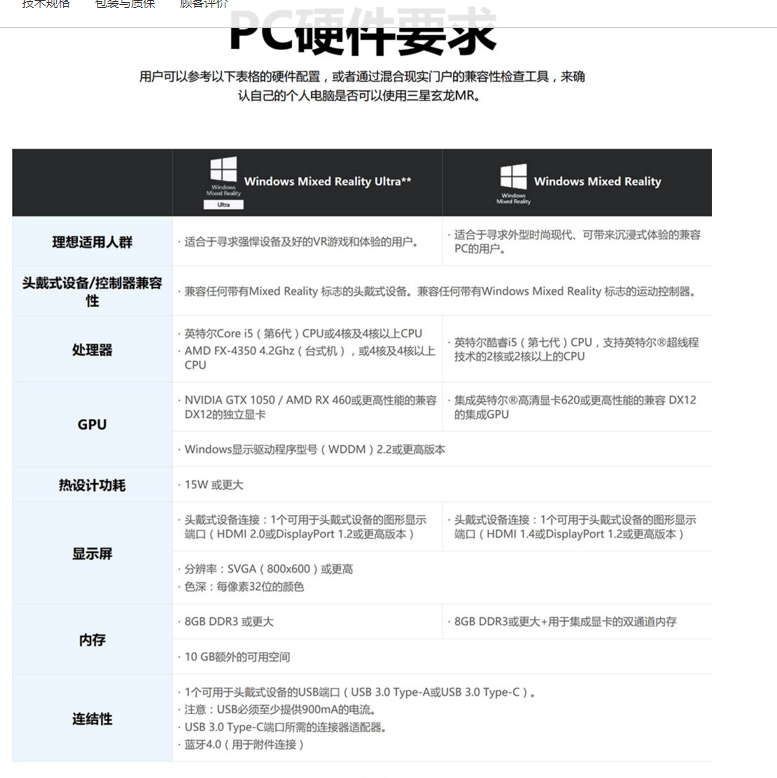 技术规格 包装与质保 顾客评价
PC硬件要求
用户可以参考以下表格的硬件配置，或者通过混合现实门户的兼容性检查工具，来确
认自己的个人电脑是否可以使用三星玄龙MR。
Windows
Mixed Reality
Ultra
Windows Mixed Reality Ultra**
Windows
Mixed Reality
Windows Mixed Reality
理想适用人群
· 适合于寻求强悍设备及好的VR游戏和体验的用户。
· 适合于寻求外型时尚现代、可带来沉浸式体验的兼容
PC的用户。
头戴式设备/控制器兼容
性
· 兼容任何带有Mixed Reality 标志的头戴式设备。兼容任何带有Windows Mixed Reality 标志的运动控制器。
处理器
· 英特尔Core i5（第6代）CPU或4核及4核以上CPU
· AMD FX-4350 4.2Ghz（台式机），或4核及4核以上
CPU
· 英特尔酷睿i5（第七代）CPU，支持英特尔®超线程
技术的2核或2核以上的CPU
GPU
· NVIDIA GTX 1050 / AMD RX 460或更高性能的兼容
DX12的独立显卡
· 集成英特尔®高清显卡620或更高性能的兼容 DX12
的集成GPU
· Windows显示驱动程序型号（WDDM）2.2或更高版本
热设计功耗
· 15W 或更大
显示屏
· 头戴式设备连接：1个可用于头戴式设备的图形显示
端口（HDMI 2.0或DisplayPort 1.2或更高版本）
· 头戴式设备连接：1个可用于头戴式设备的图形显示
端口（HDMI 1.4或DisplayPort 1.2或更高版本）
· 分辨率：SVGA（800x600）或更高
· 色深：每像素32位的颜色
内存
· 8GB DDR3 或更大
· 8GB DDR3或更大+用于集成显卡的双通道内存
· 10 GB额外的可用空间
连结性
· 1个可用于头戴式设备的USB端口（USB 3.0 Type-A或USB 3.0 Type-C）。
· 注意：USB必须至少提供900mA的电流。
· USB 3.0 Type-C端口所需的连接器适配器。
· 蓝牙4.0（用于附件连接）